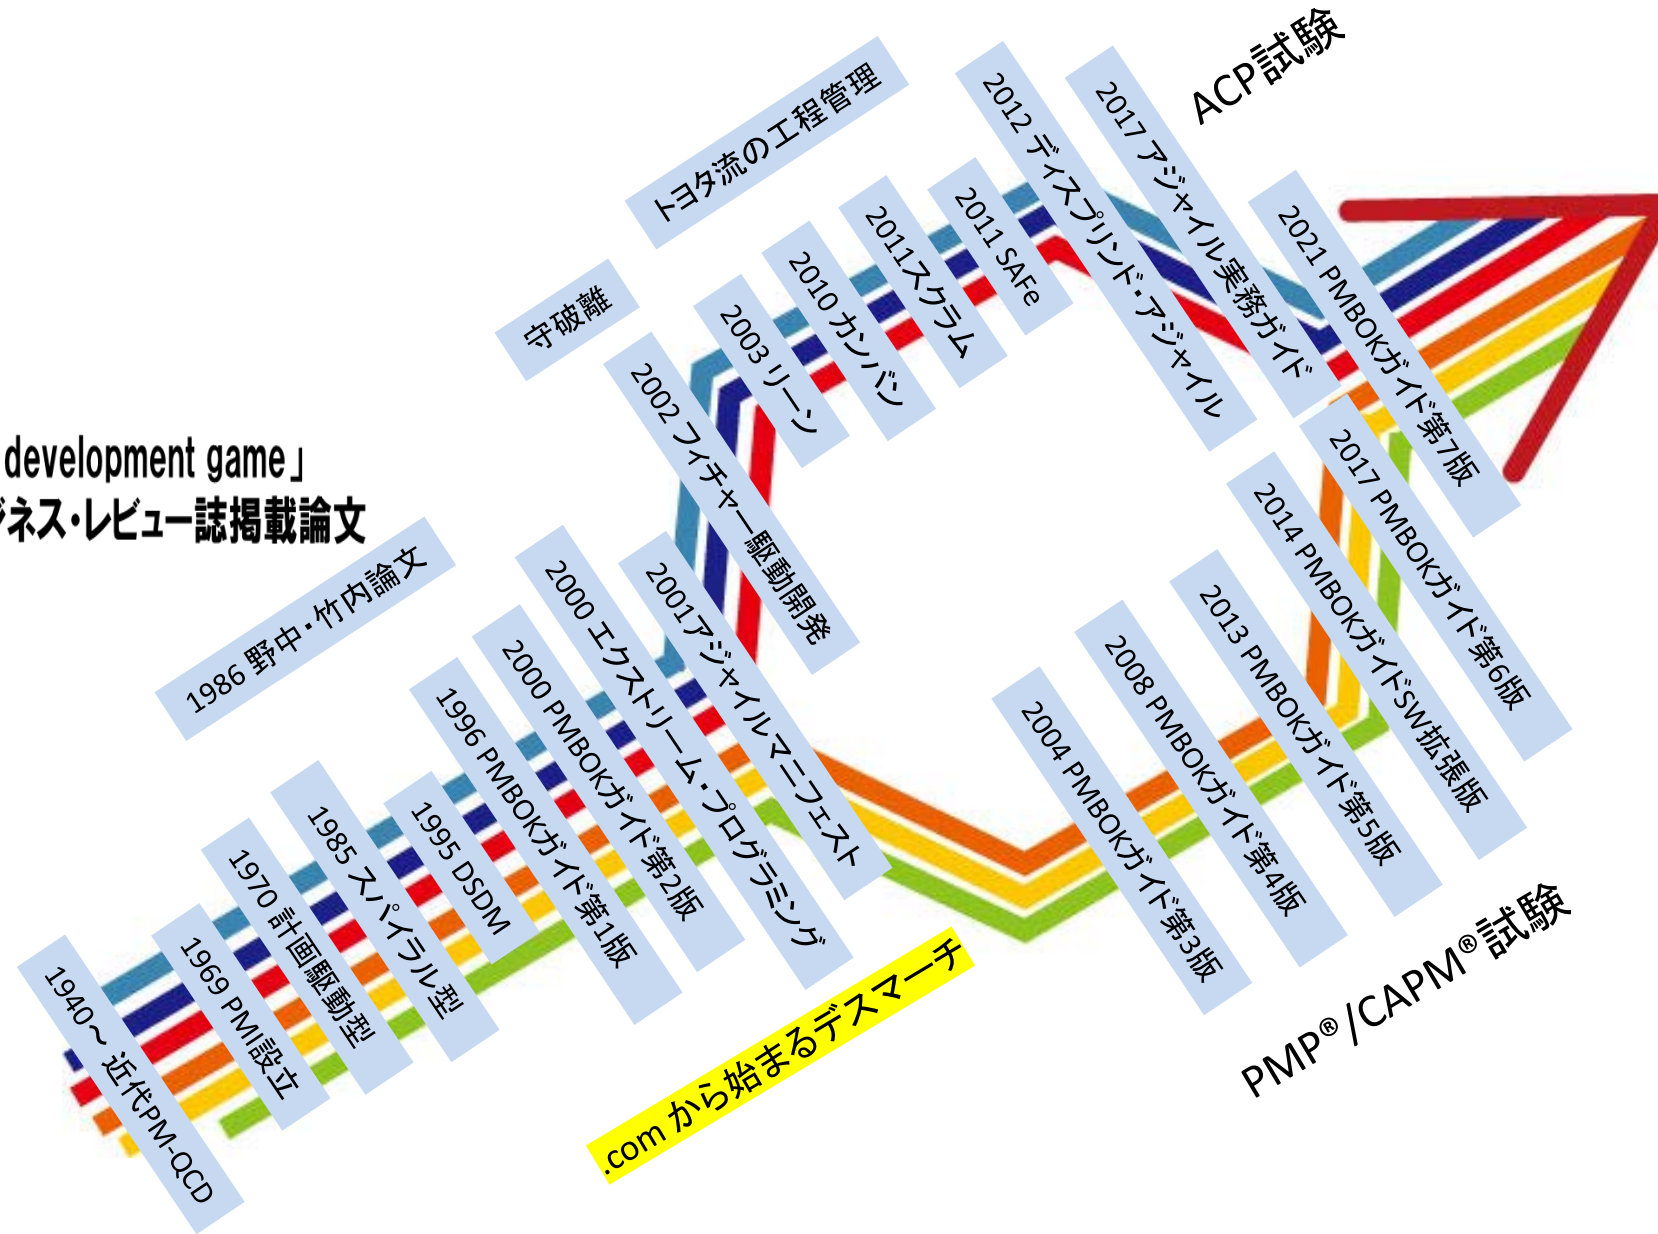 development game」
ジネス・レビュー誌掲載論文
1940～ 近代PM-QCD
1969 PMI設立
1970 計画駆動型
1985 スパイラル型
1986 野中・竹内論文
1995 DSDM
1996 PMBOKガイド第1版
2000 PMBOKガイド第2版
2000 エクストリーム・プログラミング
2001アジャイルマニフェスト
.com から始まるデスマーチ
2002 フィチャー駆動開発
守破離
2003 リーン
トヨタ流の工程管理
2010 カンバン
2011スクラム
2011 SAFe
2012 ディスプリンド・アジャイル
2017 アジャイル実務ガイド
ACP試験
2004 PMBOKガイド第3版
2008 PMBOKガイド第4版
2013 PMBOKガイド第5版
2014 PMBOKガイドSW拡張版
2017 PMBOKガイド第6版
2021 PMBOKガイド第7版
PMP®/CAPM®試験